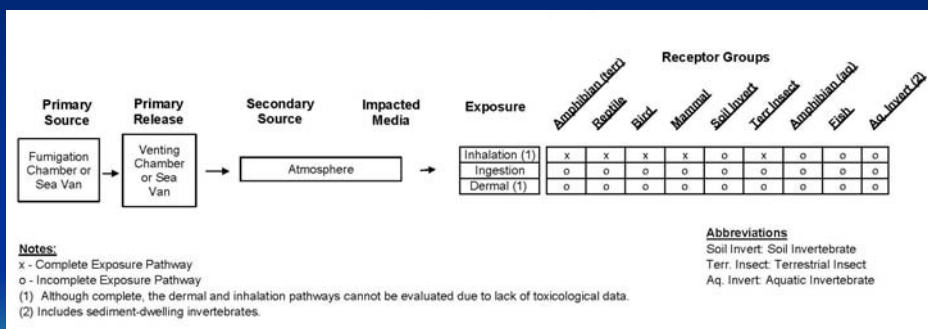 Receptor Groups
Primary Source
Primary Release
Secondary Source
Impacted Media
Exposure
Amphibian (terr)
Reptile
Bird
Mammal
Soil Invert
Terr Insect
Amphibian (aq)
Fish
Aq. Invert (2)
Fumigation
Chamber or
Sea Van
Venting
Chamber
or Sea
Van
Atmosphere
Inhalation (1) x x x x o x o o o
Ingestion o o o o o o o o o
Dermal (1) o o o o o o o o o
Notes:
x - Complete Exposure Pathway
o - Incomplete Exposure Pathway
(1) Although complete, the dermal and inhalation pathways cannot be evaluated due to lack of toxicological data.
(2) Includes sediment-dwelling invertebrates.
Abbreviations
Soil Invert: Soil Invertebrate
Terr. Insect: Terrestrial Insect
Aq. Invert: Aquatic Invertebrate